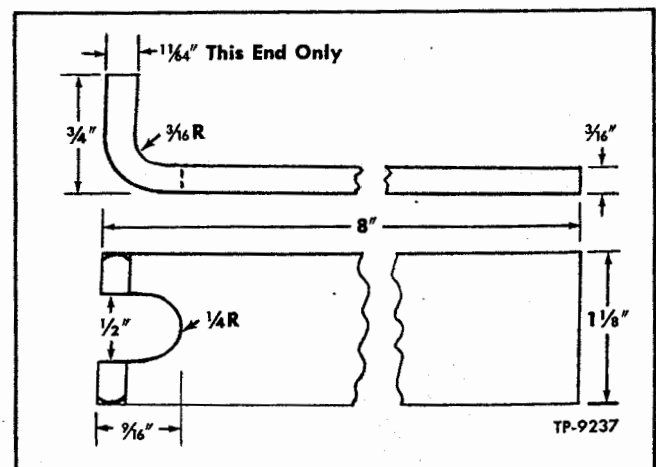 11/64" This End Only
3/4"
3/16 R
3/16"
8"
1/2"
1/4 R
1 1/8"
9/16"
TP-9237